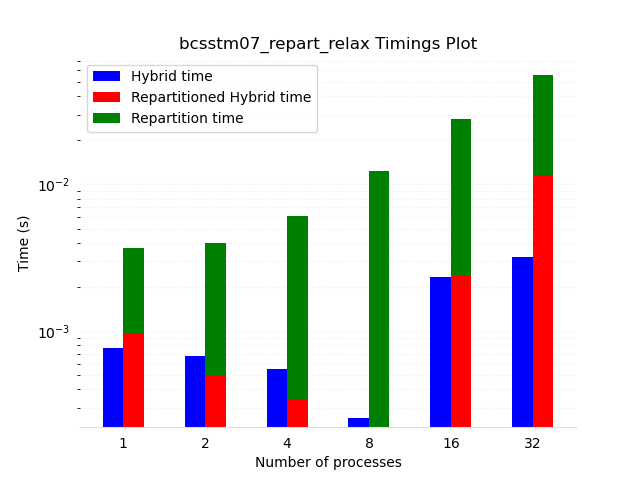 bcsstm07_repart_relax Timings Plot
Hybrid time
Repartitioned Hybrid time
Repartition time
10⁻²
10⁻³
Time (s)
1 2 4 8 16 32
Number of processes